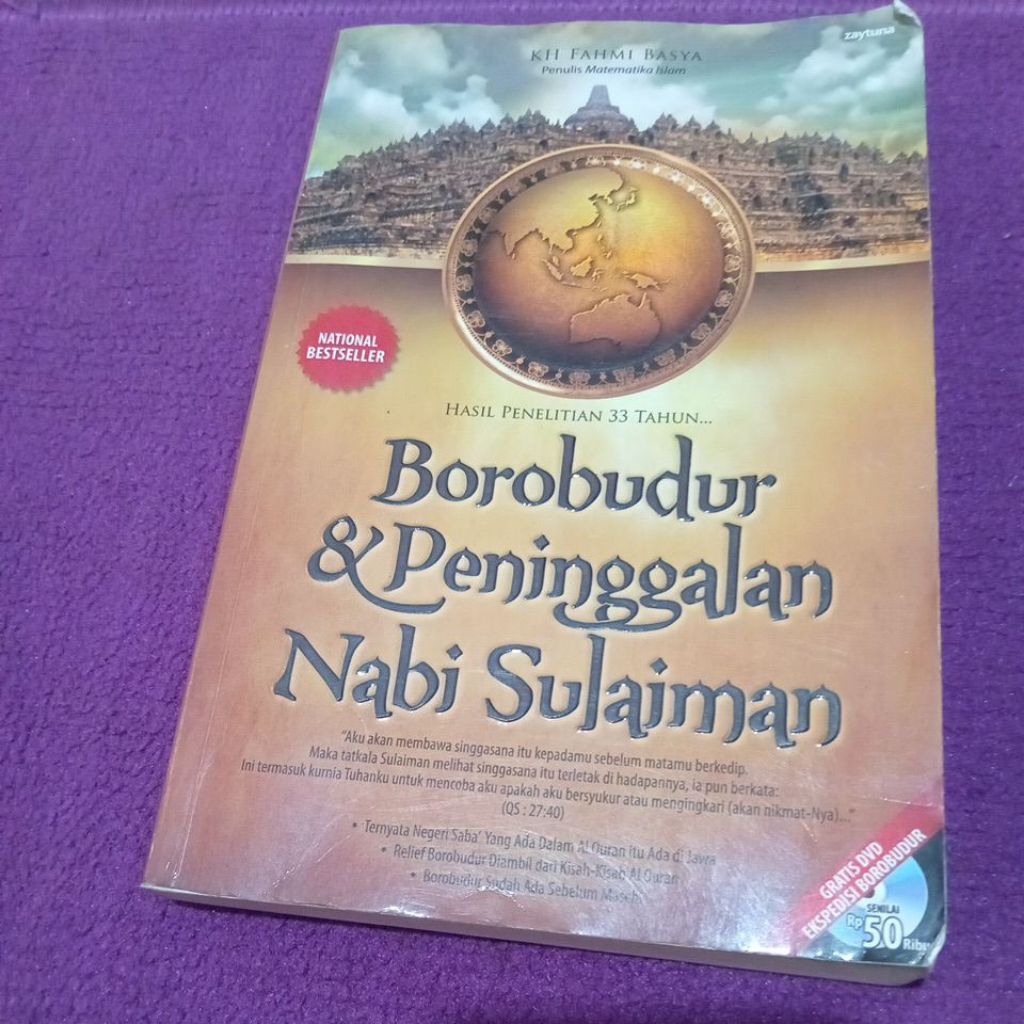 zaytuna
KH FAHMI BASYA
Penulis Matematika Islam
NATIONAL
BESTSELLER
HASIL PENELITIAN 33 TAHUN...
Borobudur
& Peninggalan
Nabi Sulaiman
"Aku akan membawa singgasana itu kepadamu sebelum matamu berkedip.
Maka tatkala Sulaiman melihat singgasana itu terletak di hadapannya, ia pun berkata:
Ini termasuk kurnia Tuhanku untuk mencoba aku apakah aku bersyukur atau mengingkari (akan nikmat-Nya)...."
(QS : 27:40)
• Ternyata Negeri Saba' Yang Ada Dalam Al Quran itu Ada di Jawa
• Relief Borobudur Diambil dari Kisah-Kisah Al Quran
• Borobudur Sudah Ada Sebelum Masehi
GRATIS DVD
EKSPEDISI BOROBUDUR
SENILAI
Rp 50 Ribu